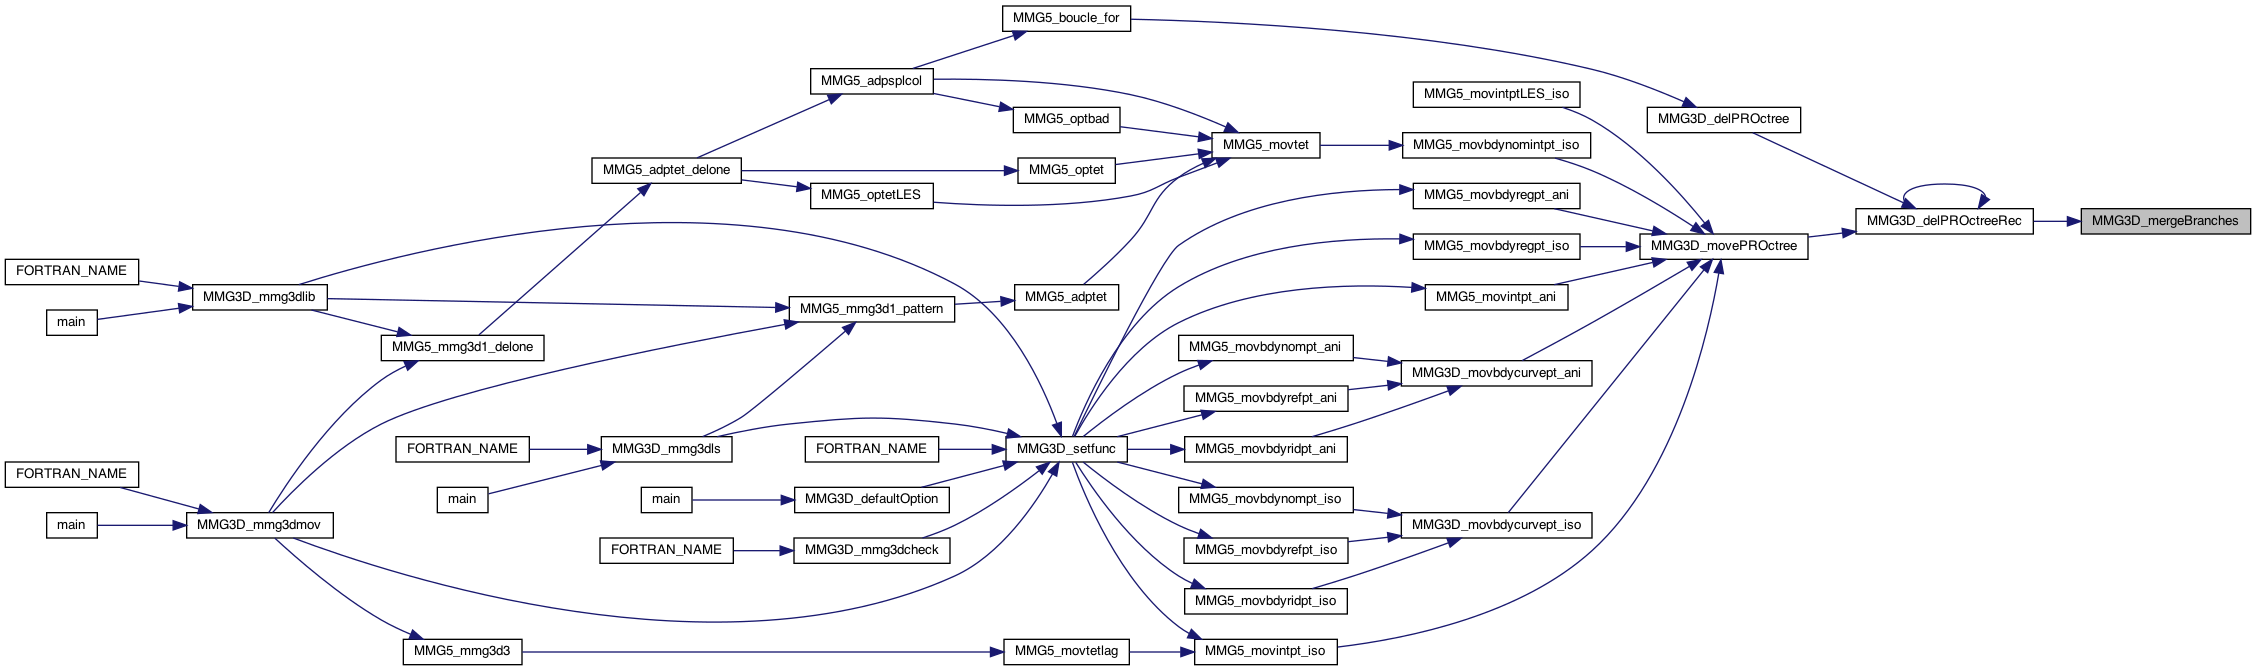 MMG5_boucle_for
MMG5_adpsplcol
MMG5_movintptLES_iso
MMG5_optbad
MMG3D_delPROctree
MMG5_movtet
MMG5_movbdynomintpt_iso
MMG5_adptet_delone
MMG5_optet
MMG5_optetLES
MMG5_movbdyregpt_ani
MMG3D_delPROctreeRec
MMG3D_mergeBranches
MMG5_movbdyregpt_iso
MMG3D_movePROctree
FORTRAN_NAME
MMG3D_mmg3dlib
MMG5_adptet
MMG5_movintpt_ani
MMG5_mmg3d1_pattern
main
MMG5_mmg3d1_delone
MMG5_movbdynompt_ani
MMG3D_movbdycurvept_ani
MMG5_movbdyrefpt_ani
FORTRAN_NAME
MMG3D_mmg3dls
FORTRAN_NAME
MMG3D_setfunc
MMG5_movbdyridpt_ani
FORTRAN_NAME
main
main
MMG3D_defaultOption
MMG5_movbdynompt_iso
main
MMG3D_mmg3dmov
MMG3D_movbdycurvept_iso
FORTRAN_NAME
MMG3D_mmg3dcheck
MMG5_movbdyrefpt_iso
MMG5_movbdyridpt_iso
MMG5_mmg3d3
MMG5_movtetlag
MMG5_movintpt_iso